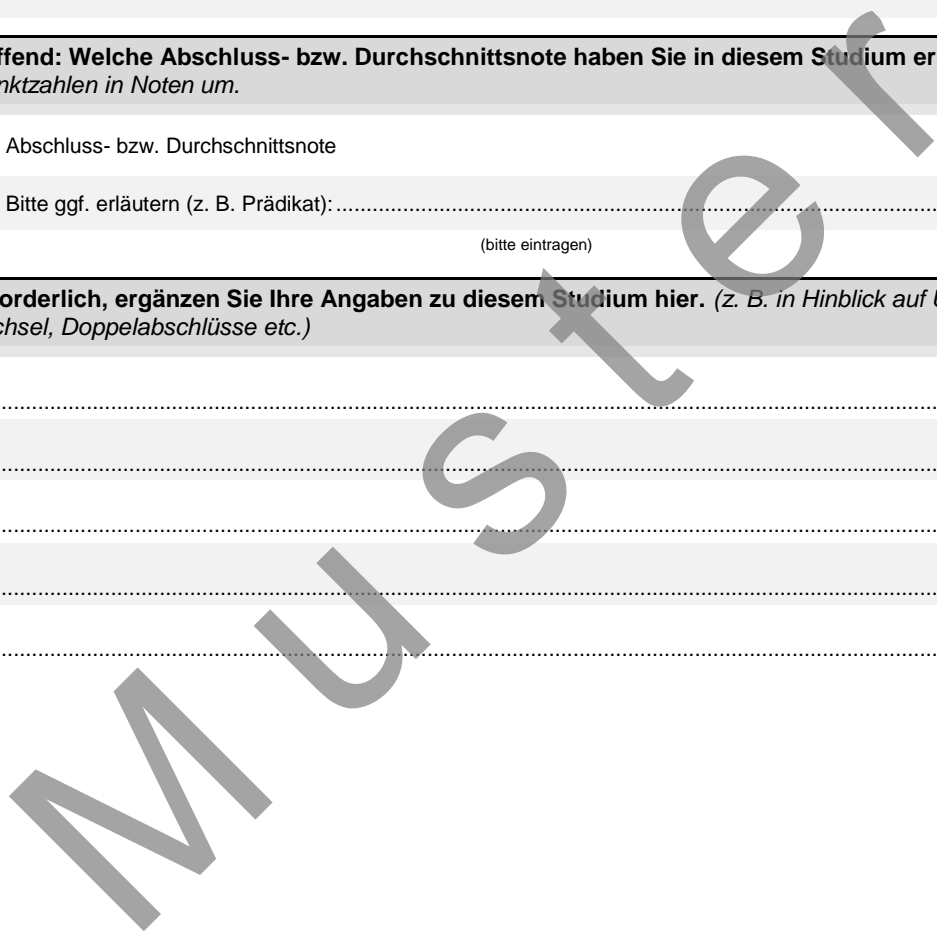 ffend: Welche Abschluss- bzw. Durchschnittsnote haben Sie in diesem Studium er
nktzahlen in Noten um.
Abschluss- bzw. Durchschnittsnote
Bitte ggf. erläutern (z. B. Prädikat):
(bitte eintragen)
orderlich, ergänzen Sie Ihre Angaben zu diesem Studium hier. (z. B. in Hinblick auf
chsel, Doppelabschlüsse etc.)
Muster